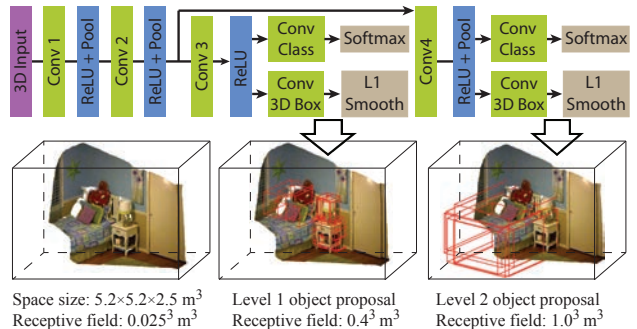 3D Input
Conv 1
ReLU + Pool
Conv 2
ReLU + Pool
Conv 3
ReLU
Conv
Class
Softmax
Conv
3D Box
L1
Smooth
Conv4
ReLU + Pool
Conv
Class
Softmax
Conv
3D Box
L1
Smooth
Space size: 5.2×5.2×2.5 m³
Receptive field: 0.025³ m³
Level 1 object proposal
Receptive field: 0.4³ m³
Level 2 object proposal
Receptive field: 1.0³ m³